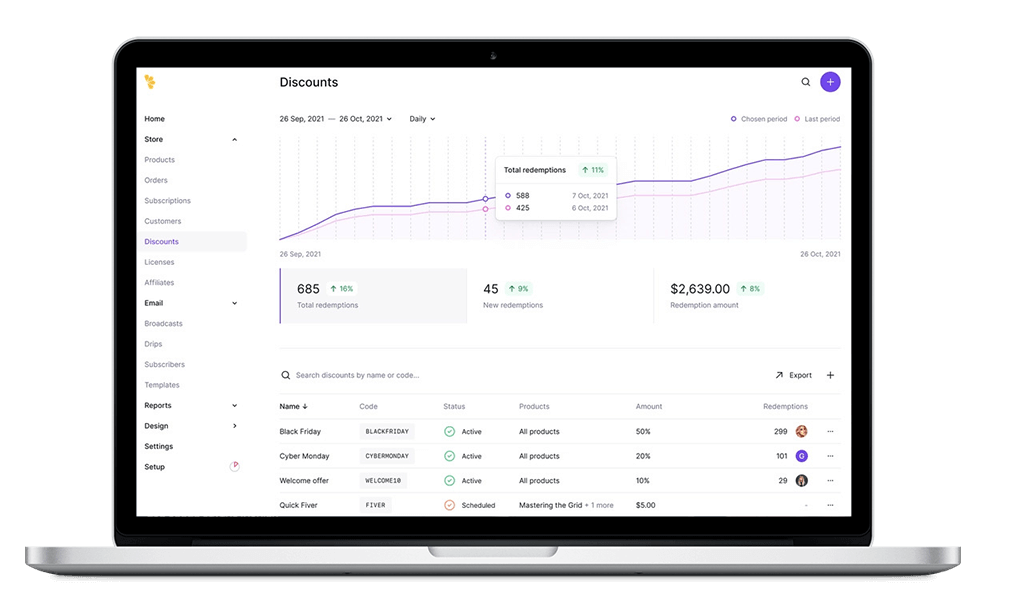 Discounts
Home
Store
Products
Orders
Subscriptions
Customers
Discounts
Licenses
Affiliates
Email
Broadcasts
Drips
Subscribers
Templates
Reports
Design
Settings
Setup
26 Sep, 2021 — 26 Oct, 2021 Daily
Chosen period Last period
Total redemptions ↑ 11%
588 7 Oct, 2021
425 6 Oct, 2021
26 Sep, 2021 26 Oct, 2021
685 ↑ 16%
Total redemptions
45 ↑ 9%
New redemptions
$2,639.00 ↑ 8%
Redemption amount
Search discounts by name or code...
Export +
Name ↓ Code Status Products Amount Redemptions
Black Friday BLACKFRIDAY Active All products 50% 299 ...
Cyber Monday CYBERMONDAY Active All products 20% 101 G ...
Welcome offer WELCOME10 Active All products 10% 29 ...
Quick Fiver FIVER Scheduled Mastering the Grid + 1 more $5.00 - ...